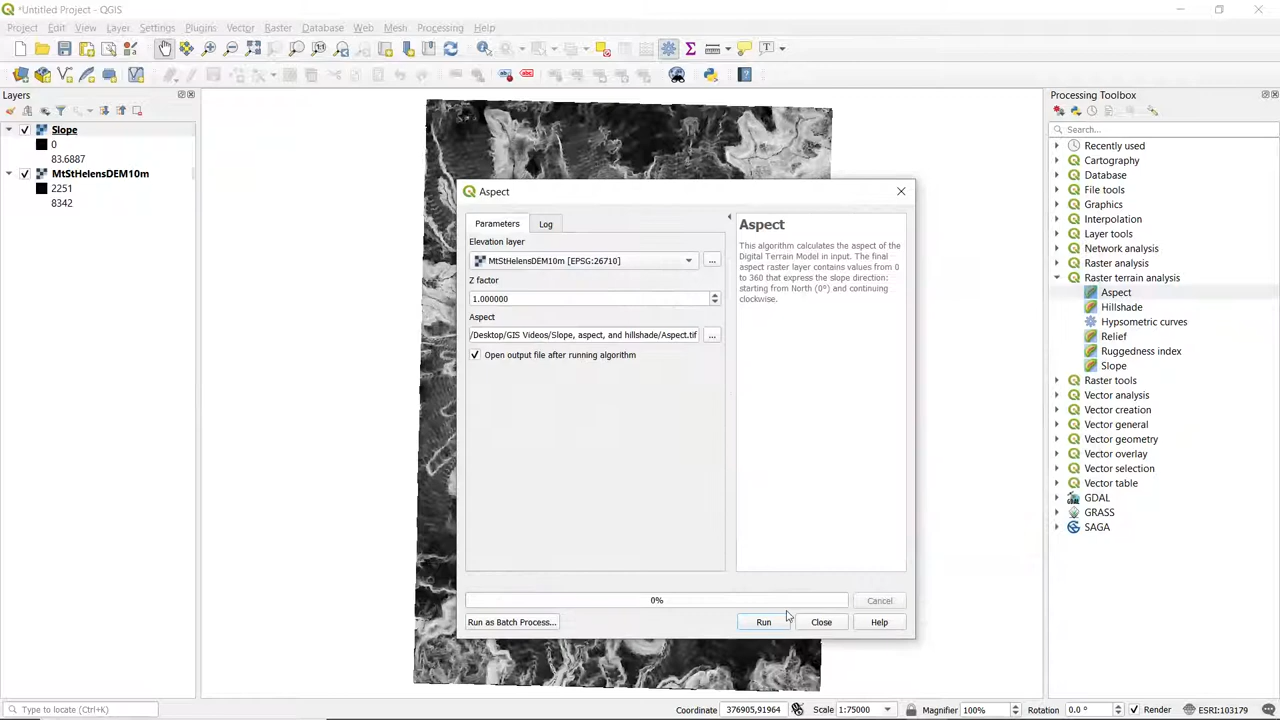 *Untitled Project - QGIS
Project Edit View Layer Settings Plugins Vector Raster Database Web Mesh Processing Help
Layers
Slope
0
83.6887
MtStHelensDEM10m
2251
8342
Aspect
Parameters Log
Elevation layer
MtStHelensDEM10m [EPSG:26710]
...
Z factor
1.000000
Aspect
/Desktop/GIS Videos/Slope, aspect, and hillshade/Aspect.tif
...
Open output file after running algorithm
Aspect
This algorithm calculates the aspect of the
Digital Terrain Model in input. The final
aspect raster layer contains values from 0
to 360 that express the slope direction:
starting from North (0°) and continuing
clockwise.
0%
Cancel
Run as Batch Process...
Run
Close
Help
Processing Toolbox
Search...
Recently used
Cartography
Database
File tools
Graphics
Interpolation
Layer tools
Network analysis
Raster analysis
Raster terrain analysis
Aspect
Hillshade
Hypsometric curves
Relief
Ruggedness index
Slope
Raster tools
Vector analysis
Vector creation
Vector general
Vector geometry
Vector overlay
Vector selection
Vector table
GDAL
GRASS
SAGA
Type to locate (Ctrl+K)
Coordinate 376905,91964 Scale 1:75000 Magnifier 100% Rotation 0.0 ° Render ESRI:103179